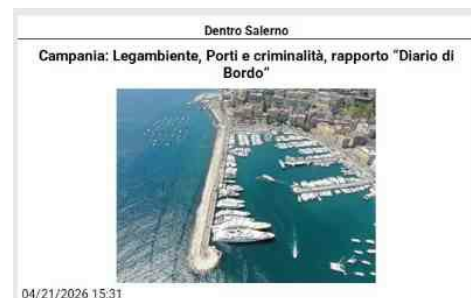 Dentro Salerno
Campania: Legambiente, Porti e criminalità, rapporto “Diario di
Bordo“
04/21/2026 15:31